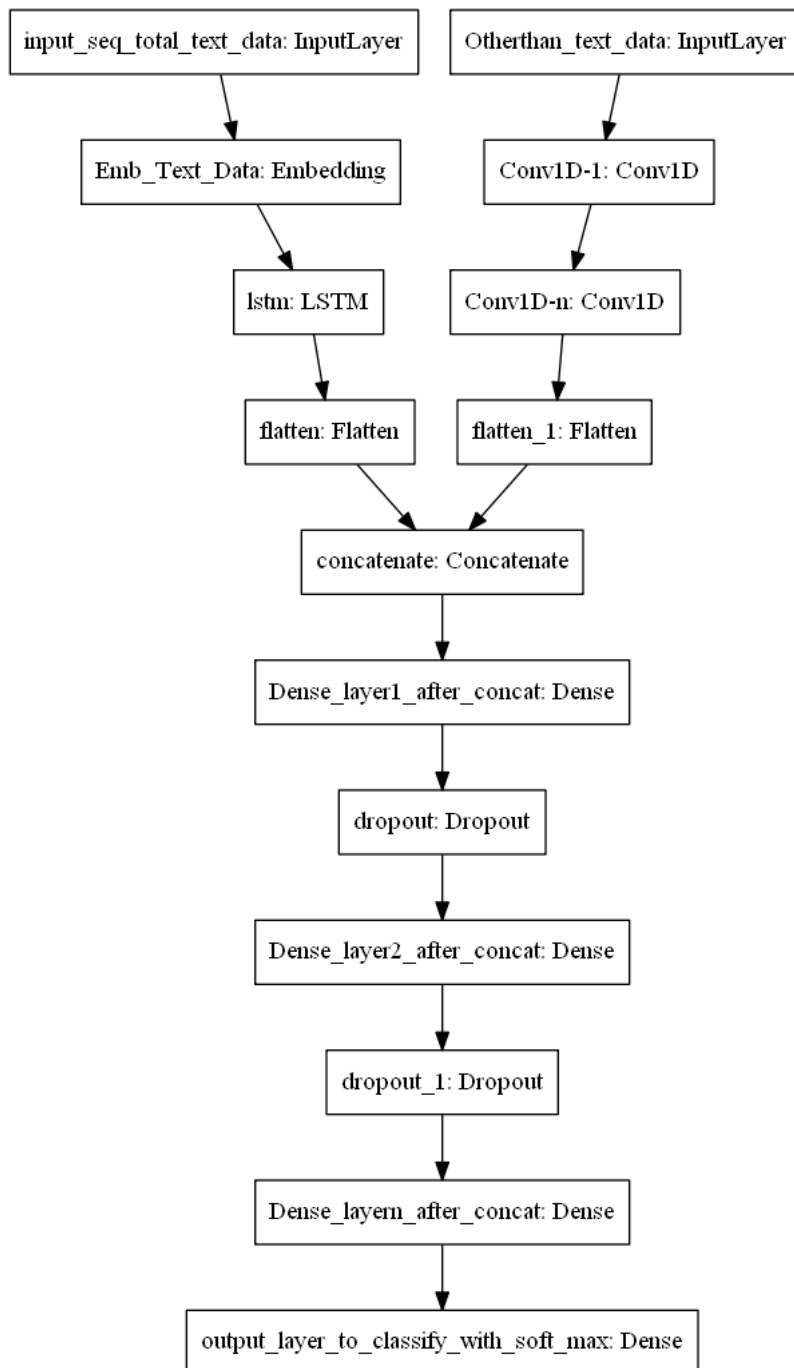 input_seq_total_text_data: InputLayer
Otherthan_text_data: InputLayer
Emb_Text_Data: Embedding
Conv1D-1: Conv1D
lstm: LSTM
Conv1D-n: Conv1D
flatten: Flatten
flatten_1: Flatten
concatenate: Concatenate
Dense_layer1_after_concat: Dense
dropout: Dropout
Dense_layer2_after_concat: Dense
dropout_1: Dropout
Dense_layern_after_concat: Dense
output_layer_to_classify_with_soft_max: Dense